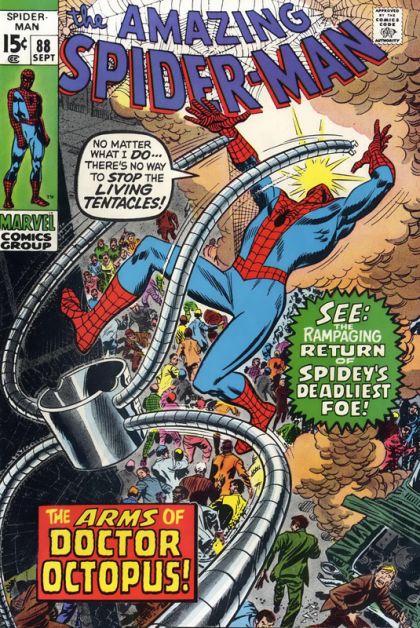 SPIDER-
MAN
15¢
88
SEPT
CC
MARVEL
COMICS
GROUP
the AMAZING
SPIDER-MAN
APPROVED
BY THE
COMICS
CODE
AUTHORITY
NO MATTER
WHAT I DO...
THERE'S NO WAY
TO STOP THE
LIVING
TENTACLES!
SEE:
THE
RAMPAGING
RETURN
OF
SPIDEY'S
DEADLIEST
FOE!
THE ARMS OF
DOCTOR
OCTOPUS!